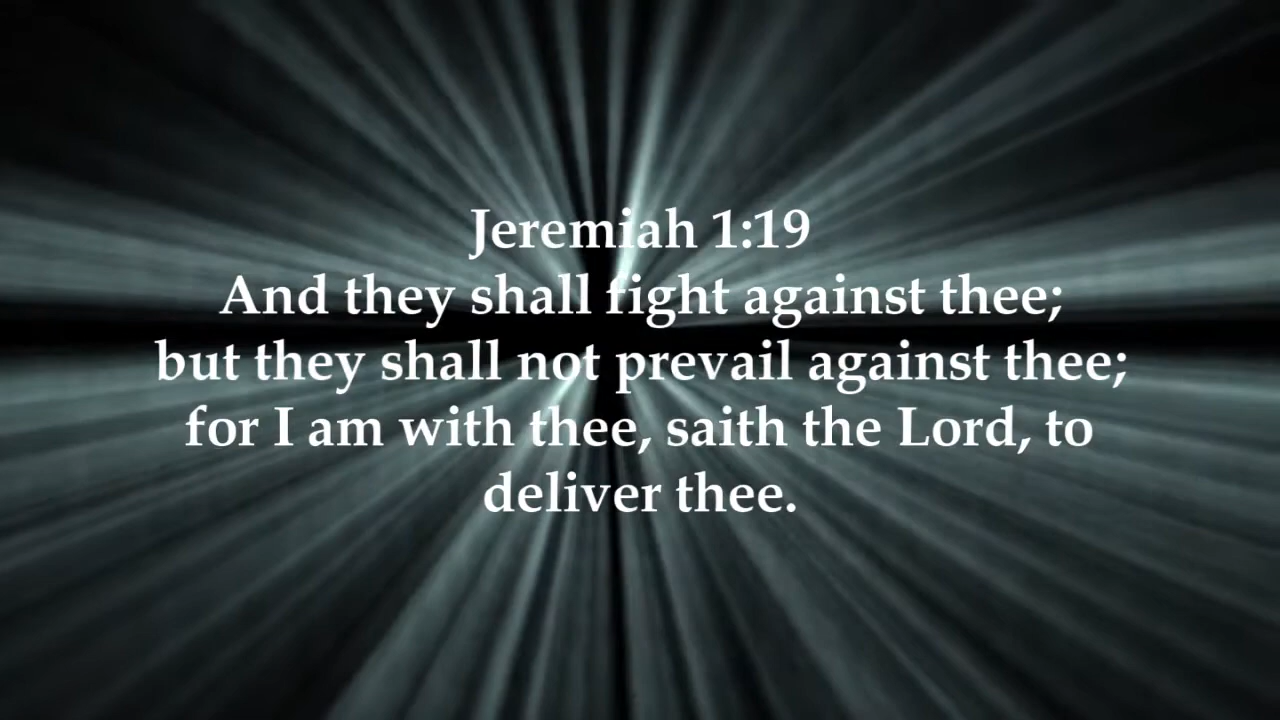 Jeremiah 1:19
And they shall fight against thee;
but they shall not prevail against thee;
for I am with thee, saith the Lord, to
deliver thee.